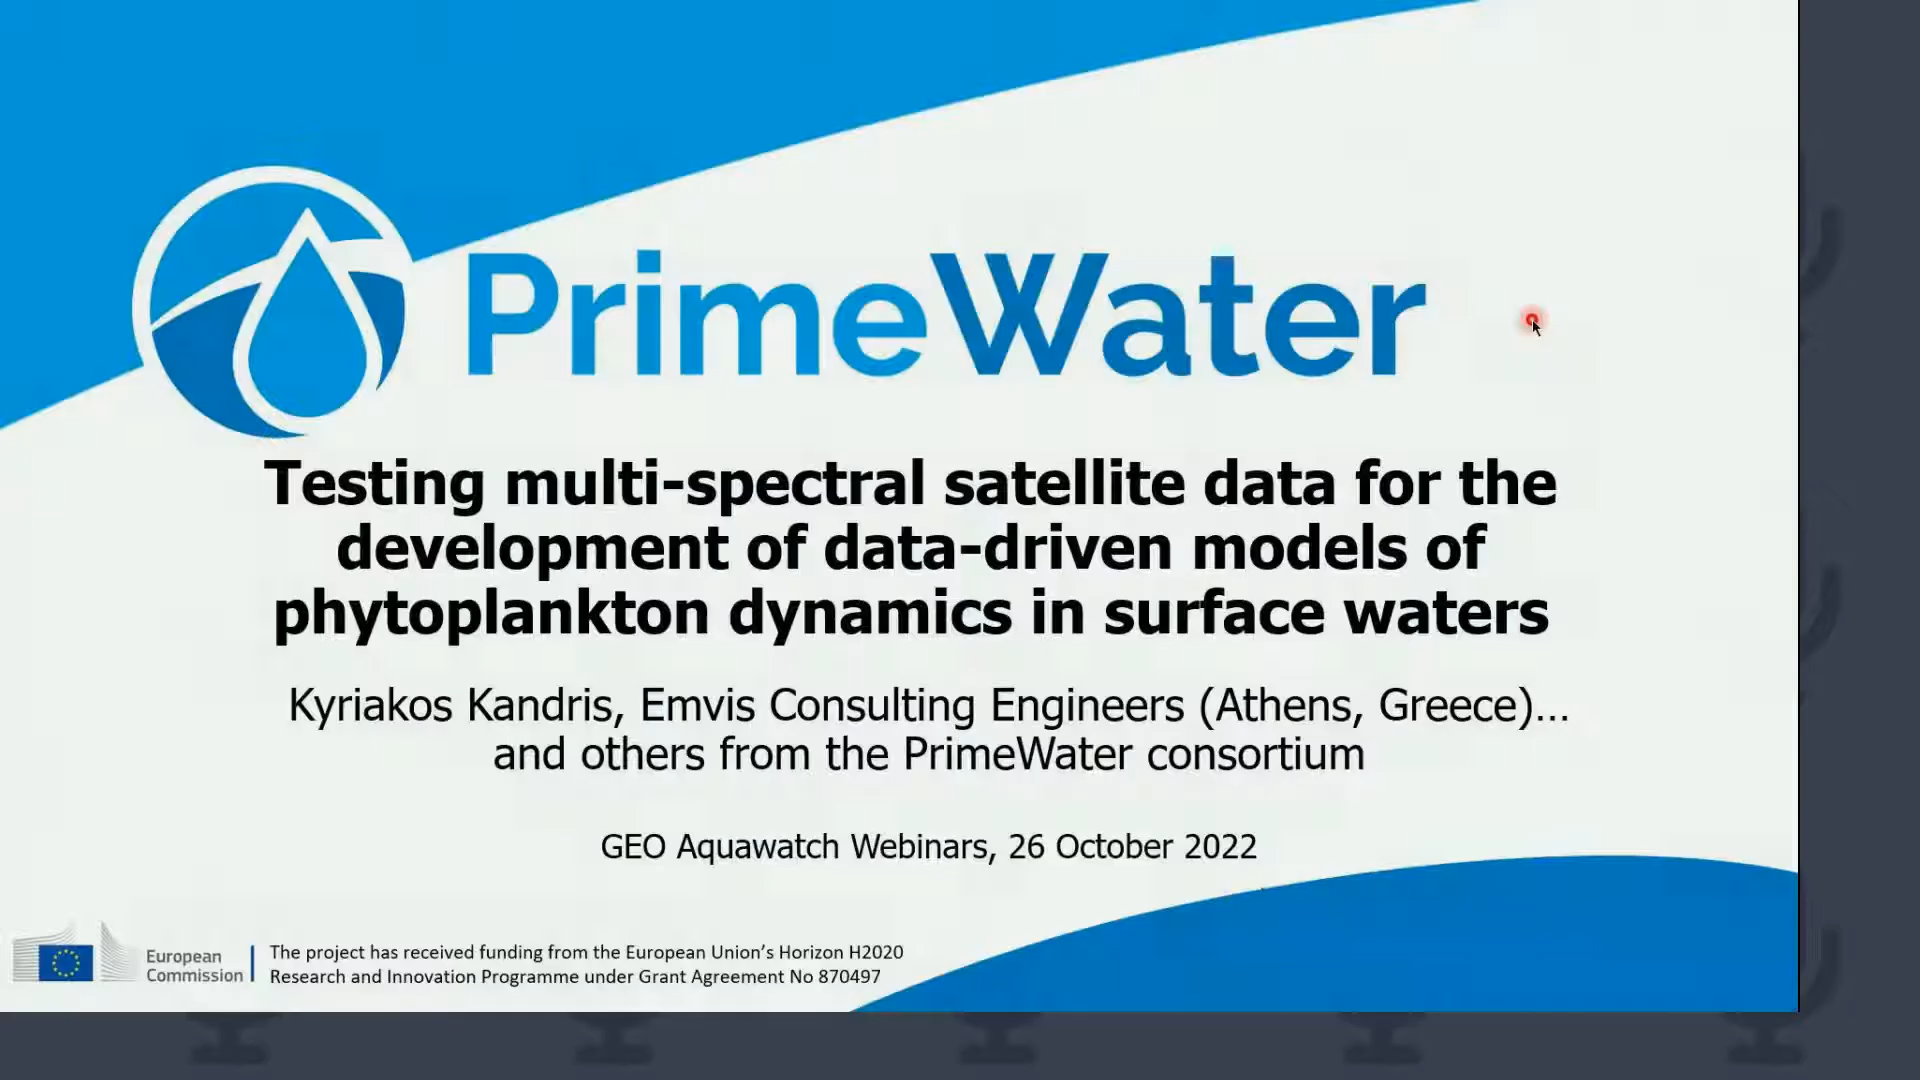 PrimeWater
Testing multi-spectral satellite data for the
development of data-driven models of
phytoplankton dynamics in surface waters
Kyriakos Kandris, Emvis Consulting Engineers (Athens, Greece)...
and others from the PrimeWater consortium
GEO Aquawatch Webinars, 26 October 2022
European
Commission
The project has received funding from the European Union’s Horizon H2020
Research and Innovation Programme under Grant Agreement No 870497